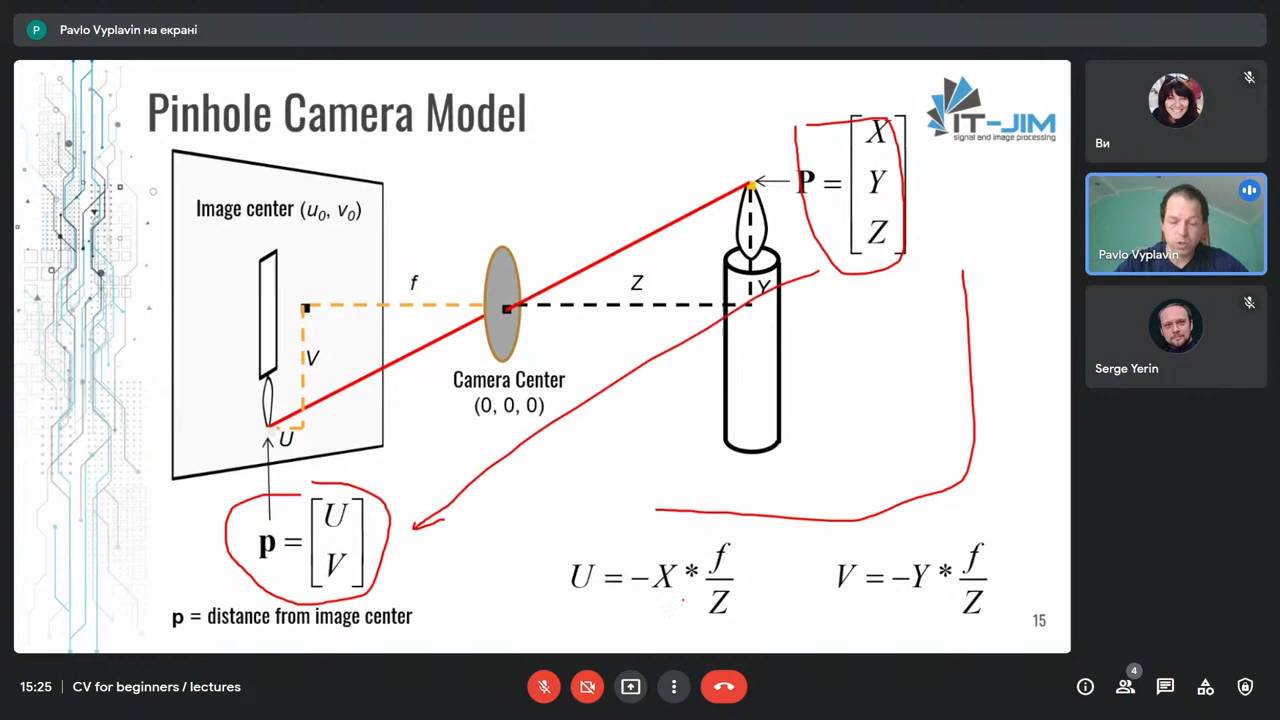 P Pavlo Vyplavin на екрані
Pinhole Camera Model
IT-JIM
signal and image processing
Image center (u₀, v₀)
P = [X Y Z]
f
Z
Y
V
U
Camera Center
(0, 0, 0)
p = [U V]
U = −X * f/Z
V = −Y * f/Z
p = distance from image center
15
Ви
Pavlo Vyplavin
Serge Yerin
15:25 | CV for beginners / lectures
4